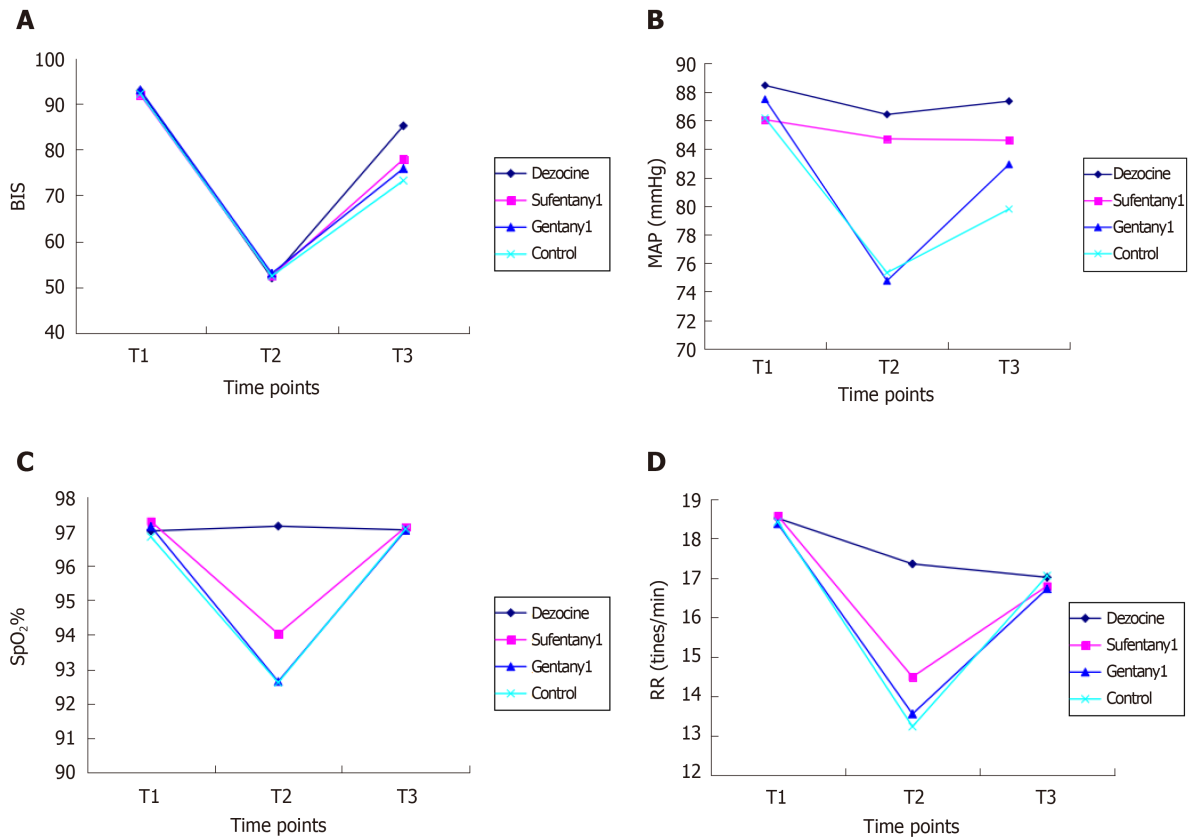 A
100
90
80
70
60
50
40
BIS
T1
T2
T3
Time points
Dezocine
Sufentany1
Gentany1
Control
B
90
88
86
84
82
80
78
76
74
72
70
MAP (mmHg)
T1
T2
T3
Time points
Dezocine
Sufentany1
Gentany1
Control
C
98
97
96
95
94
93
92
91
90
SpO₂%
T1
T2
T3
Time points
Dezocine
Sufentany1
Gentany1
Control
D
19
18
17
16
15
14
13
12
RR (tines/min)
T1
T2
T3
Time points
Dezocine
Sufentany1
Gentany1
Control